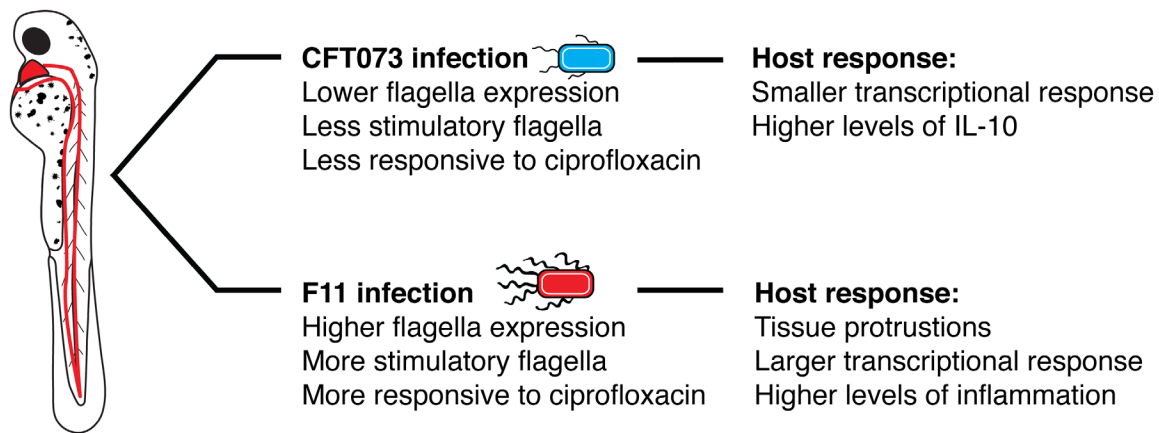 CFT073 infection
Lower flagella expression
Less stimulatory flagella
Less responsive to ciprofloxacin
Host response:
Smaller transcriptional response
Higher levels of IL-10
F11 infection
Higher flagella expression
More stimulatory flagella
More responsive to ciprofloxacin
Host response:
Tissue protrustions
Larger transcriptional response
Higher levels of inflammation